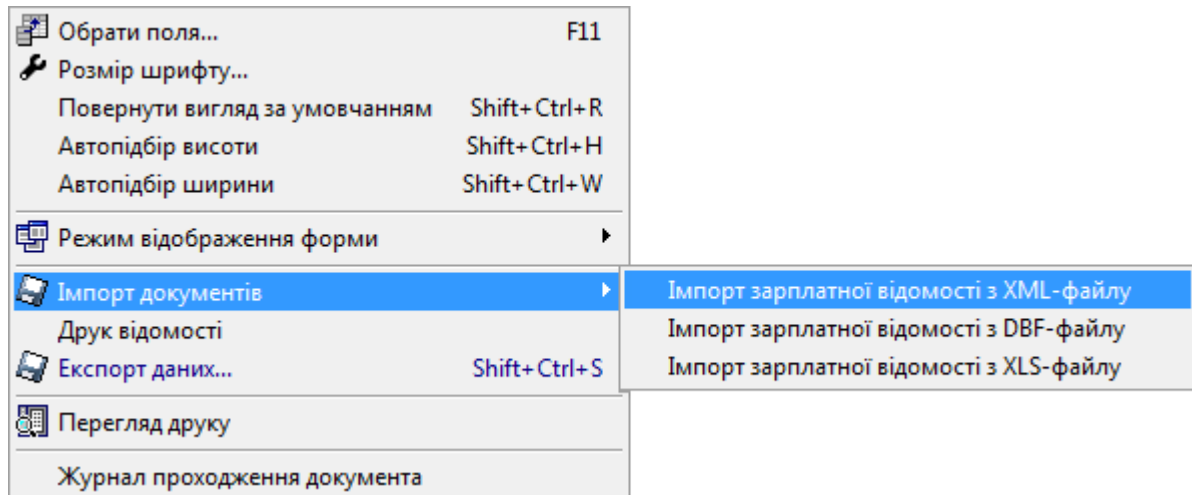 Обрати поля... F11
Розмір шрифту...
Повернути вигляд за умовчанням Shift+Ctrl+R
Автопідбір висоти Shift+Ctrl+H
Автопідбір ширини Shift+Ctrl+W
Режим відображення форми
Імпорт документів
Друк відомості
Експорт даних... Shift+Ctrl+S
Перегляд друку
Журнал проходження документа
Імпорт зарплатної відомості з XML-файлу
Імпорт зарплатної відомості з DBF-файлу
Імпорт зарплатної відомості з XLS-файлу